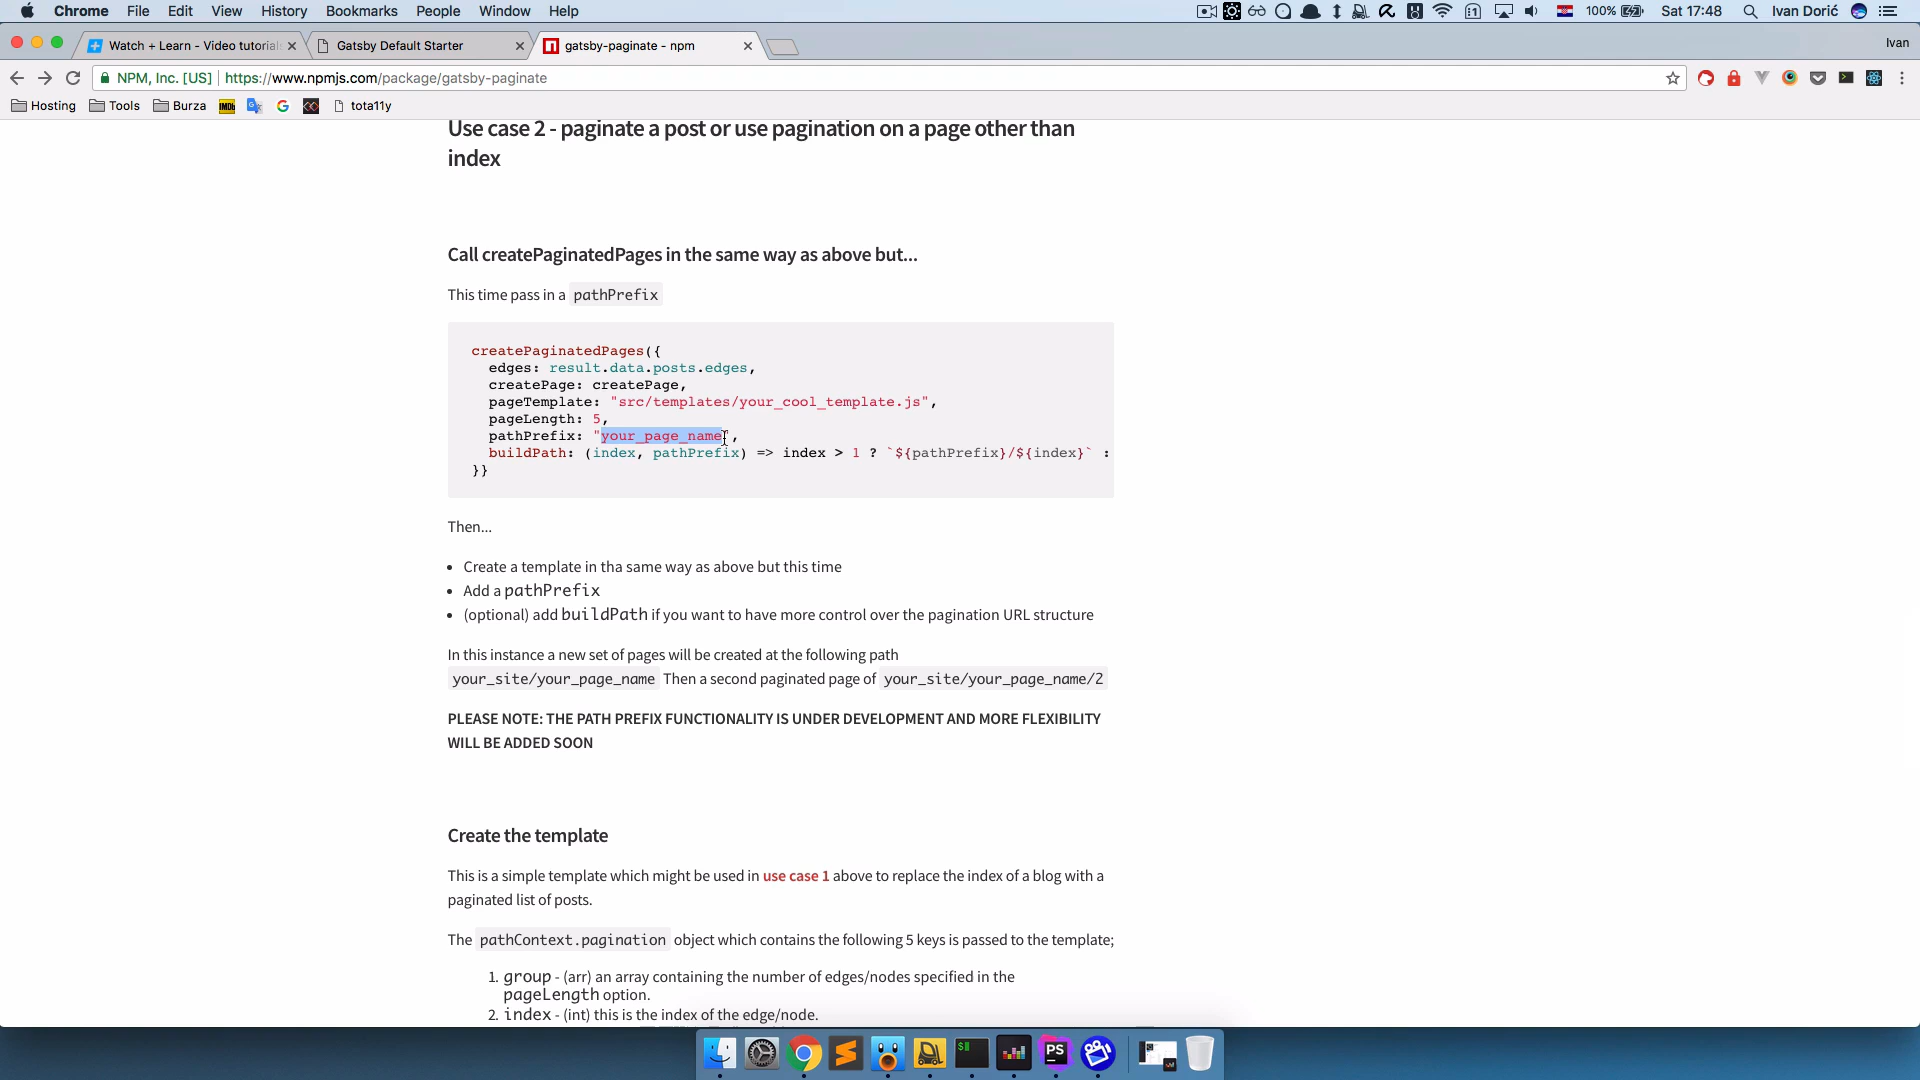 Chrome File Edit View History Bookmarks People Window Help 100% Sat 17:48 Ivan Dorić
Watch + Learn - Video tutorial Gatsby Default Starter gatsby-paginate - npm Ivan
NPM, Inc. [US] https://www.npmjs.com/package/gatsby-paginate
Hosting Tools Burza IMDb tota11y
Use case 2 - paginate a post or use pagination on a page other than
index
Call createPaginatedPages in the same way as above but...
This time pass in a pathPrefix
createPaginatedPages({
edges: result.data.posts.edges,
createPage: createPage,
pageTemplate: "src/templates/your_cool_template.js",
pageLength: 5,
pathPrefix: "your_page_name",
buildPath: (index, pathPrefix) => index > 1 ? `${pathPrefix}/${index}` :
}}
Then...
• Create a template in tha same way as above but this time
• Add a pathPrefix
• (optional) add buildPath if you want to have more control over the pagination URL structure
In this instance a new set of pages will be created at the following path
your_site/your_page_name Then a second paginated page of your_site/your_page_name/2
PLEASE NOTE: THE PATH PREFIX FUNCTIONALITY IS UNDER DEVELOPMENT AND MORE FLEXIBILITY
WILL BE ADDED SOON
Create the template
This is a simple template which might be used in use case 1 above to replace the index of a blog with a
paginated list of posts.
The pathContext.pagination object which contains the following 5 keys is passed to the template;
1. group - (arr) an array containing the number of edges/nodes specified in the
pageLength option.
2. index - (int) this is the index of the edge/node.
PS